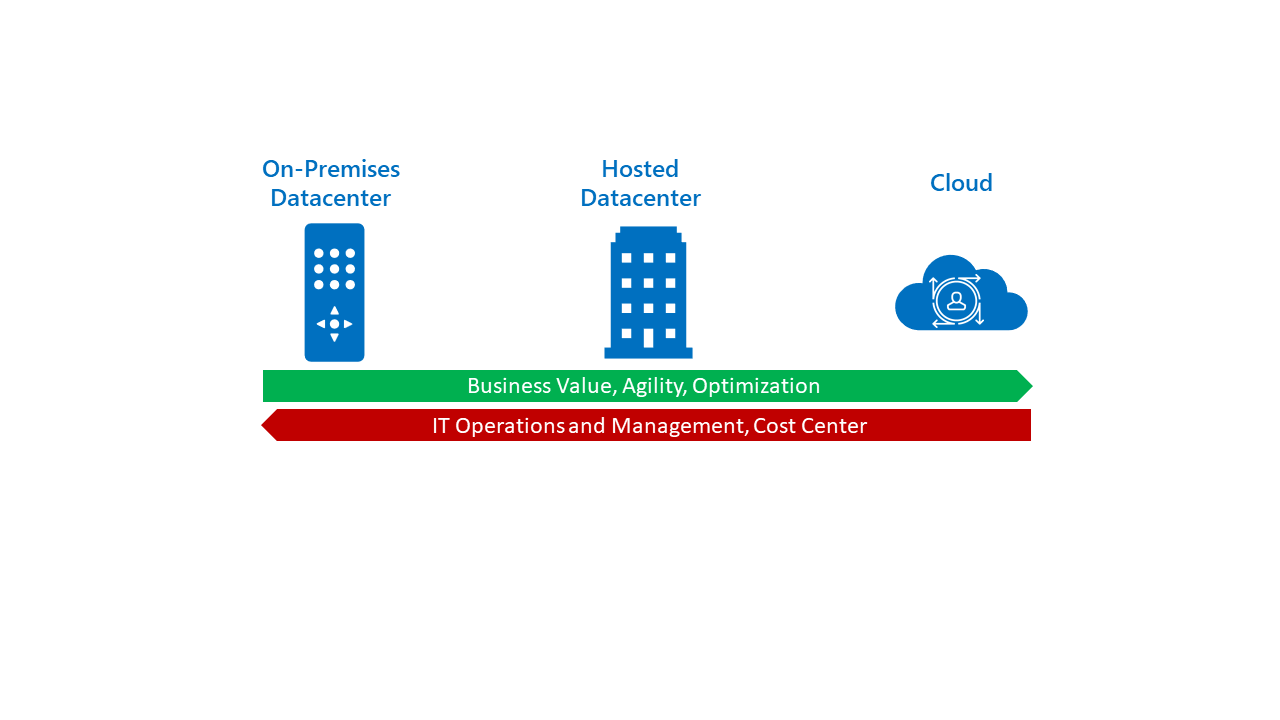 On-Premises
Datacenter
Hosted
Datacenter
Cloud
Business Value, Agility, Optimization
IT Operations and Management, Cost Center